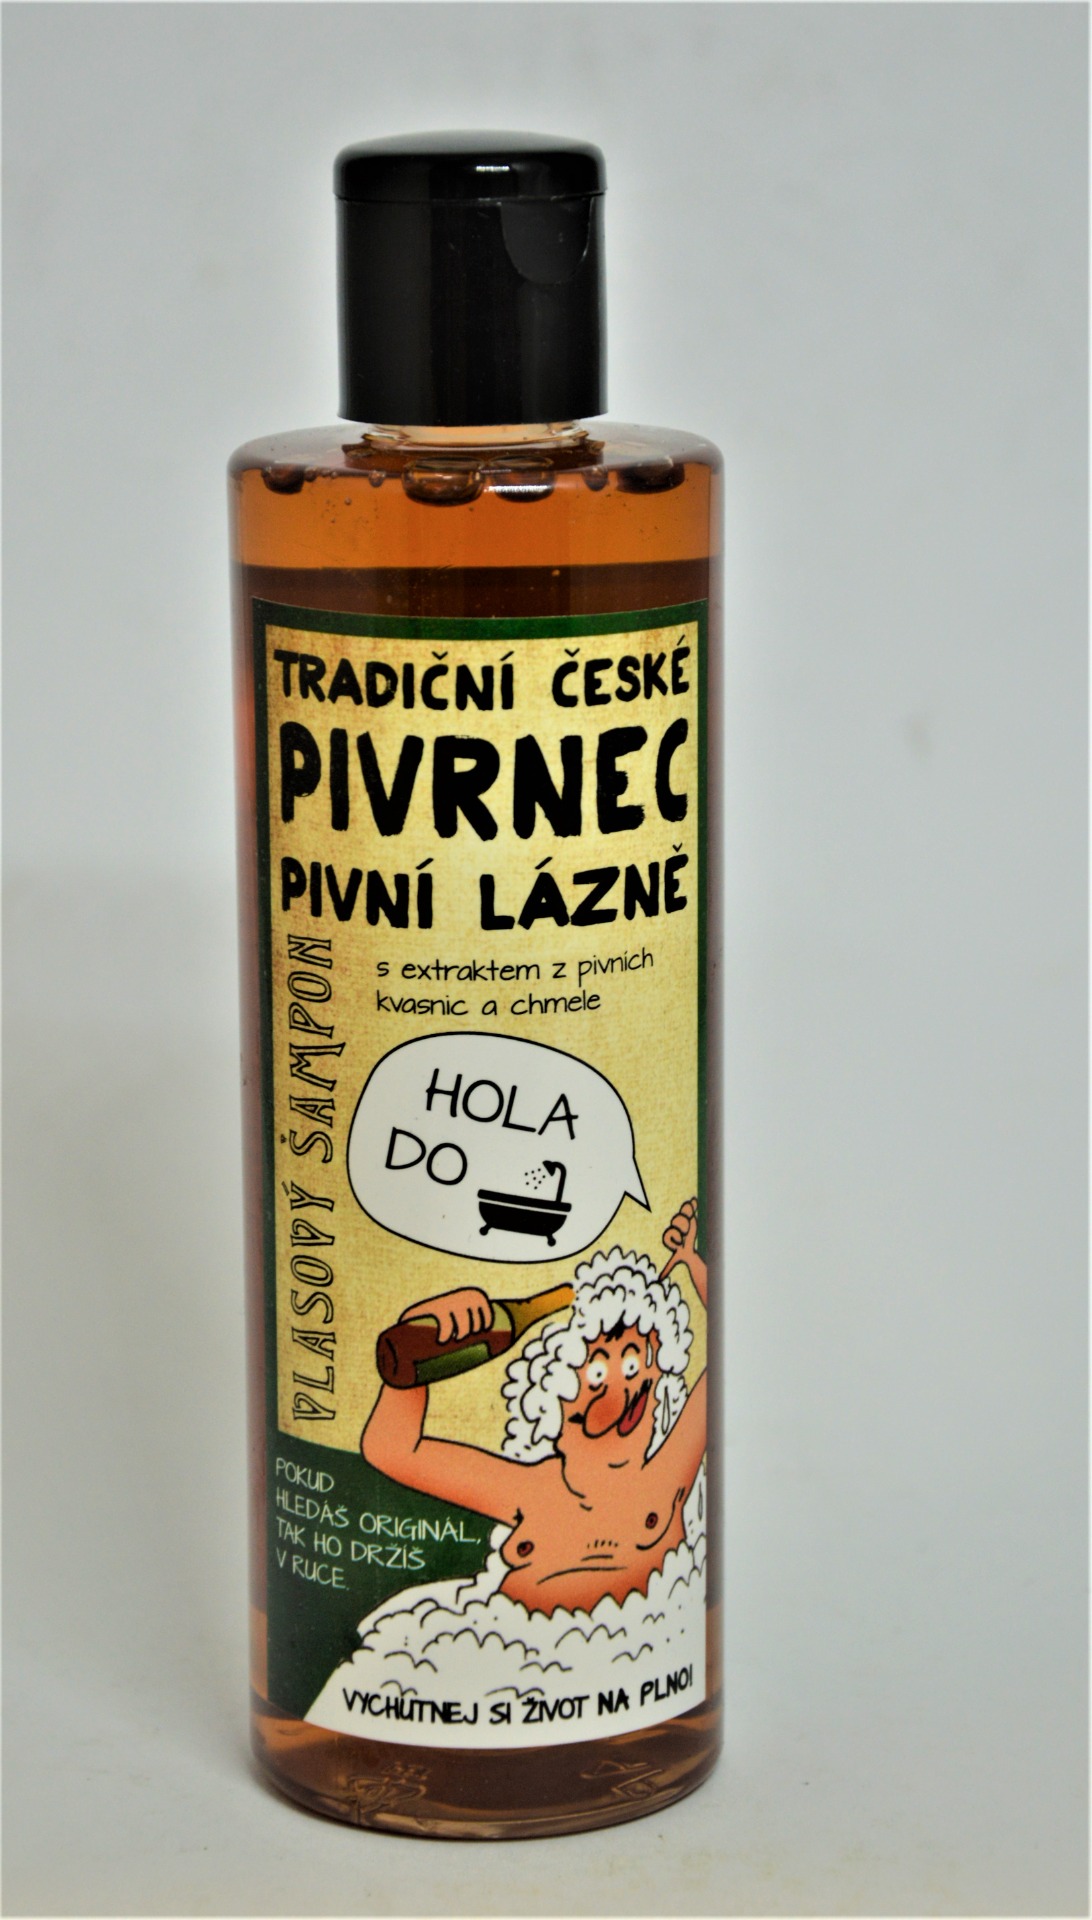 TRADIČNÍ ČESKÉ
PIVRNEC
PIVNÍ LÁZNĚ
s extraktem z pivních
kvasnic a chmele
VLASOVÝ ŠAMPON
HOLA
DO
POKUD
HLEDÁŠ ORIGINÁL,
TAK HO DRŽÍŠ
V RUCE.
VYCHUTNEJ SI ŽIVOT NA PLNO!